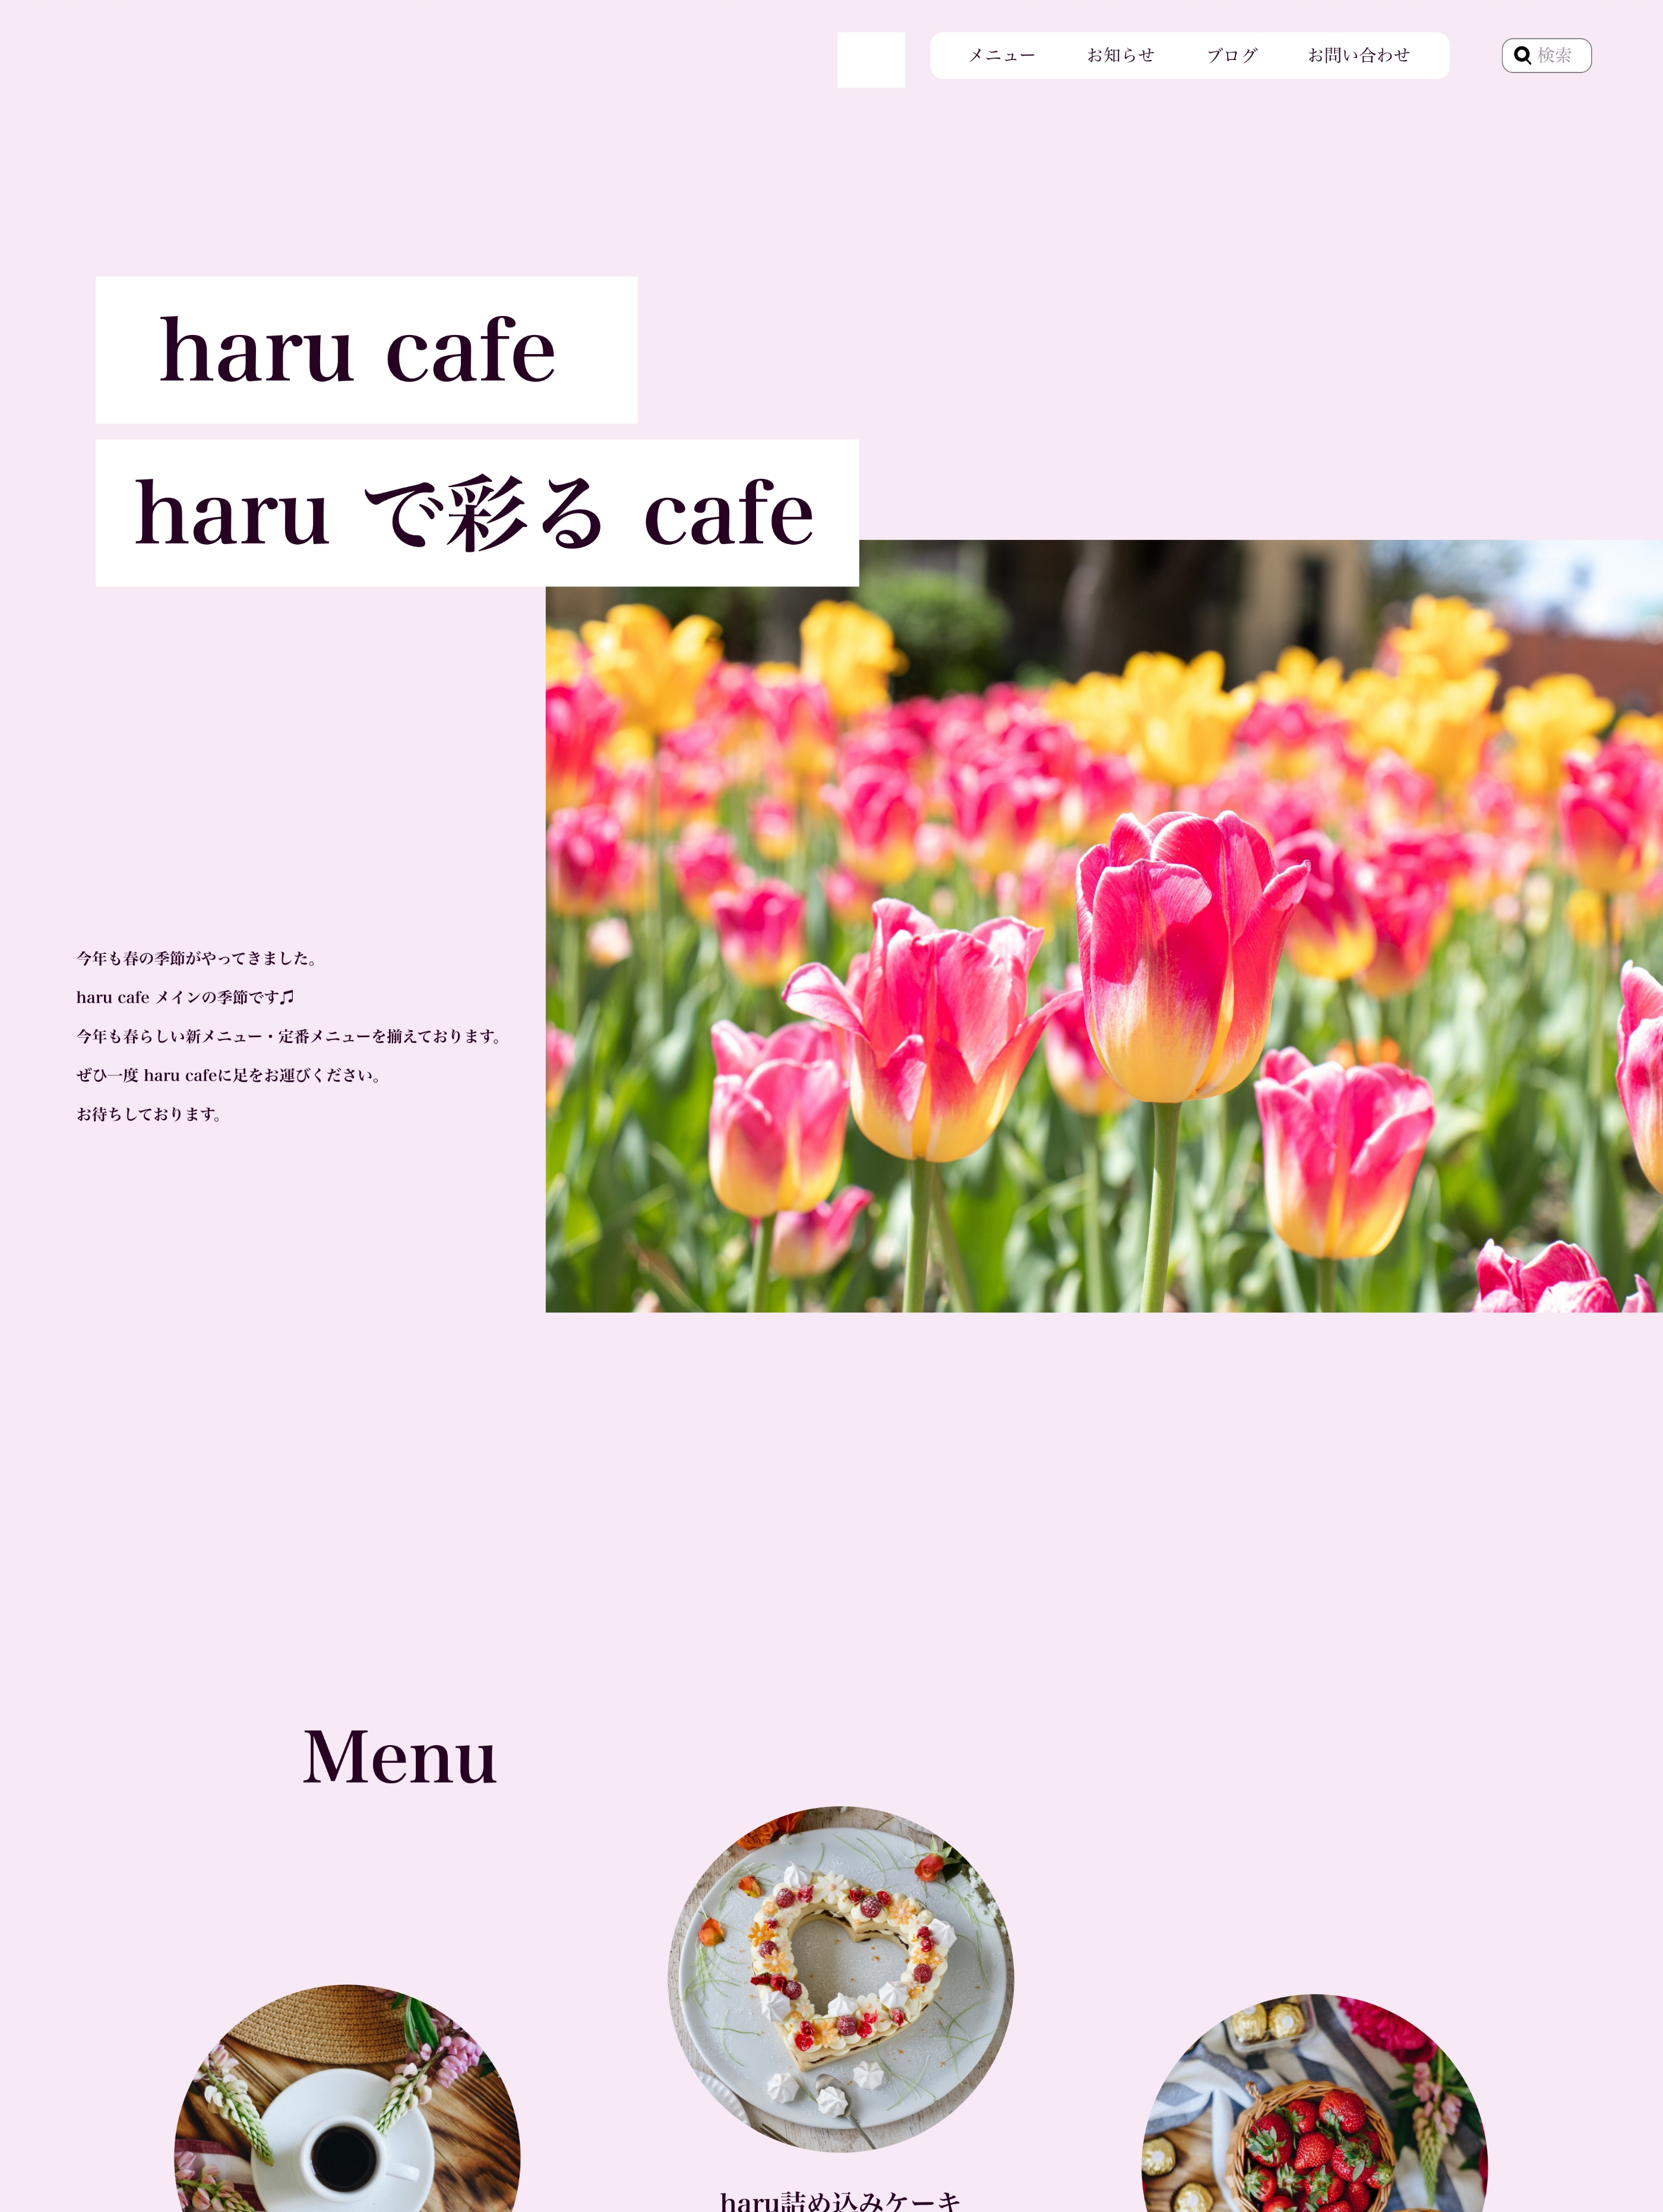 メニュー お知らせ ブログ お問い合わせ 検索
haru cafe
haru で彩る cafe
今年も春の季節がやってきました。
haru cafe メインの季節です♫
今年も春らしい新メニュー・定番メニューを揃えております。
ぜひ一度 haru cafeに足をお運びください。
お待ちしております。
Menu
haru詰め込みケーキ